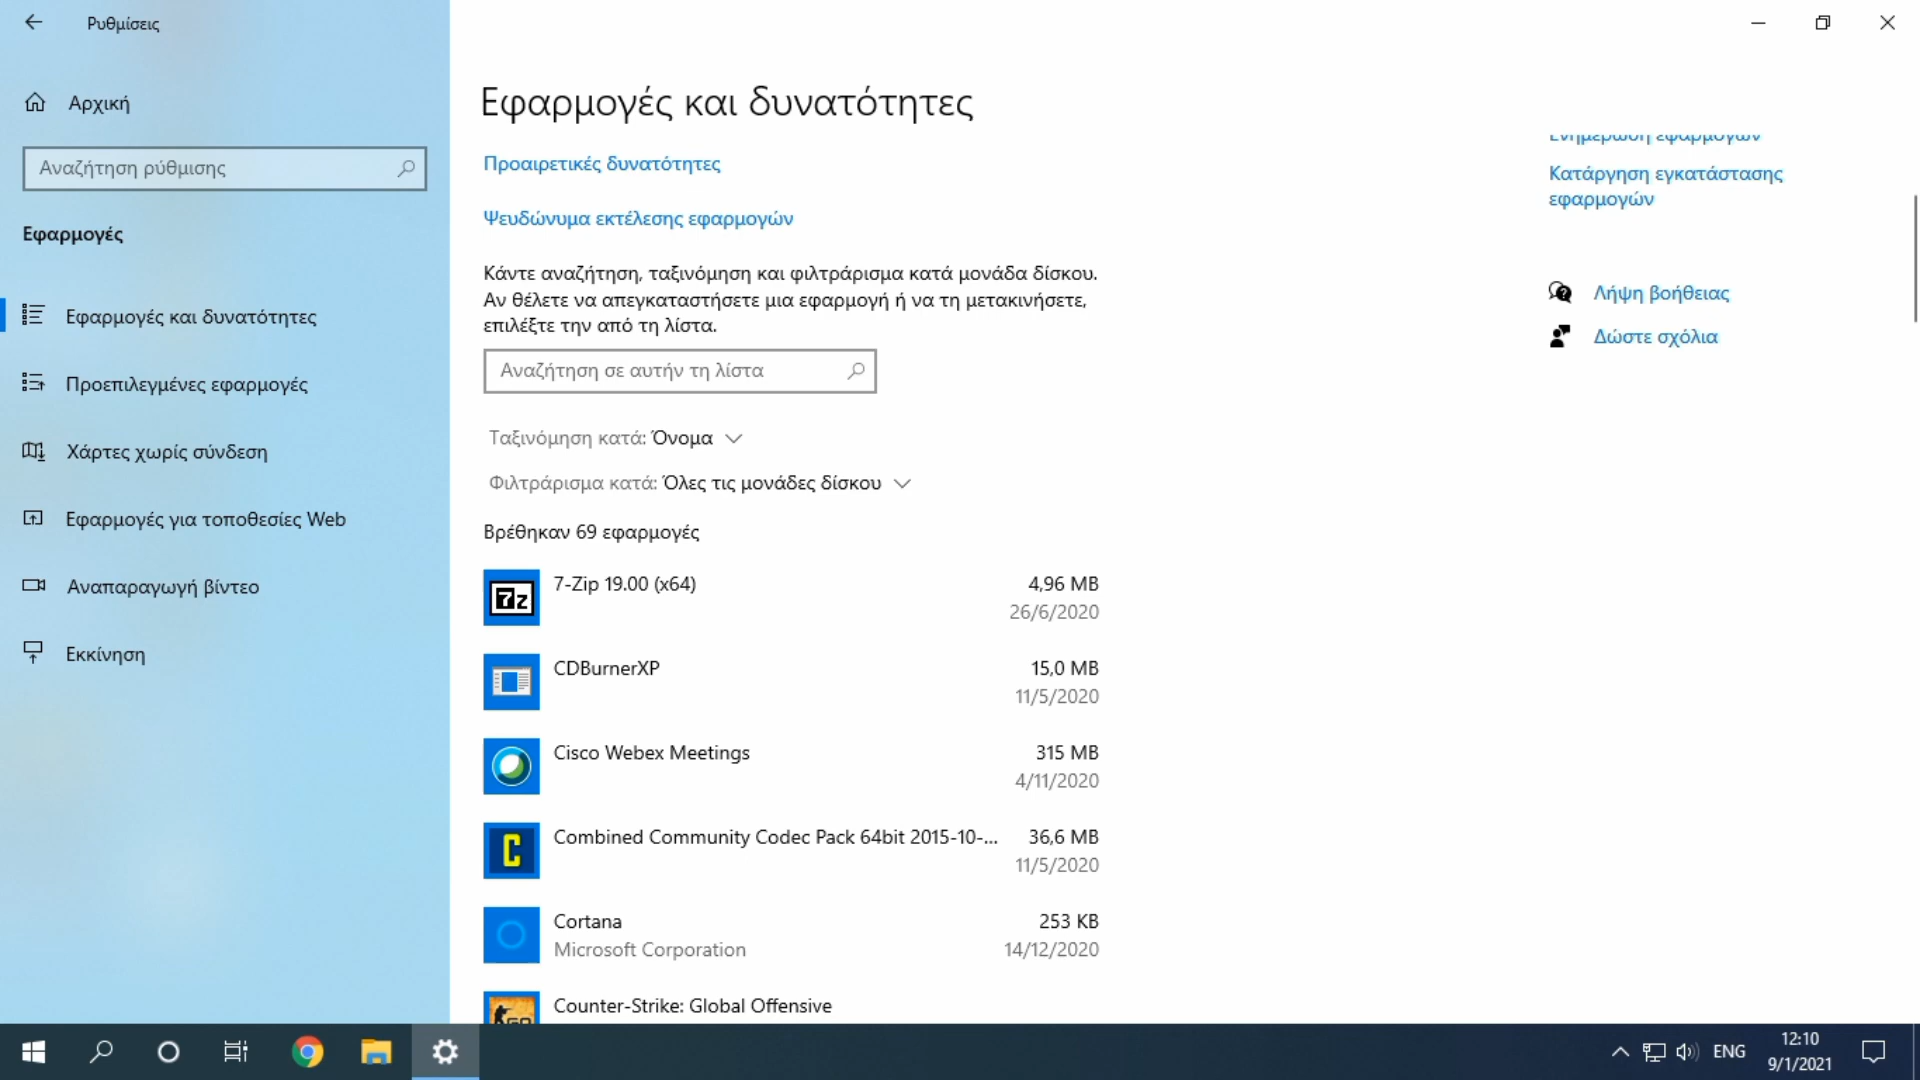 Ρυθμίσεις
Αρχική
Αναζήτηση ρύθμισης
Εφαρμογές
Εφαρμογές και δυνατότητες
Προεπιλεγμένες εφαρμογές
Χάρτες χωρίς σύνδεση
Εφαρμογές για τοποθεσίες Web
Αναπαραγωγή βίντεο
Εκκίνηση
Εφαρμογές και δυνατότητες
Προαιρετικές δυνατότητες
Ψευδώνυμα εκτέλεσης εφαρμογών
Κάντε αναζήτηση, ταξινόμηση και φιλτράρισμα κατά μονάδα δίσκου.
Αν θέλετε να απεγκαταστήσετε μια εφαρμογή ή να τη μετακινήσετε,
επιλέξτε την από τη λίστα.
Αναζήτηση σε αυτήν τη λίστα
Ταξινόμηση κατά: Όνομα
Φιλτράρισμα κατά: Όλες τις μονάδες δίσκου
Βρέθηκαν 69 εφαρμογές
7-Zip 19.00 (x64) 4,96 MB
26/6/2020
CDBurnerXP 15,0 MB
11/5/2020
Cisco Webex Meetings 315 MB
4/11/2020
Combined Community Codec Pack 64bit 2015-10-... 36,6 MB
11/5/2020
Cortana 253 KB
Microsoft Corporation 14/12/2020
Counter-Strike: Global Offensive
Ενημέρωση εφαρμογών
Κατάργηση εγκατάστασης
εφαρμογών
Λήψη βοήθειας
Δώστε σχόλια
ENG
12:10
9/1/2021